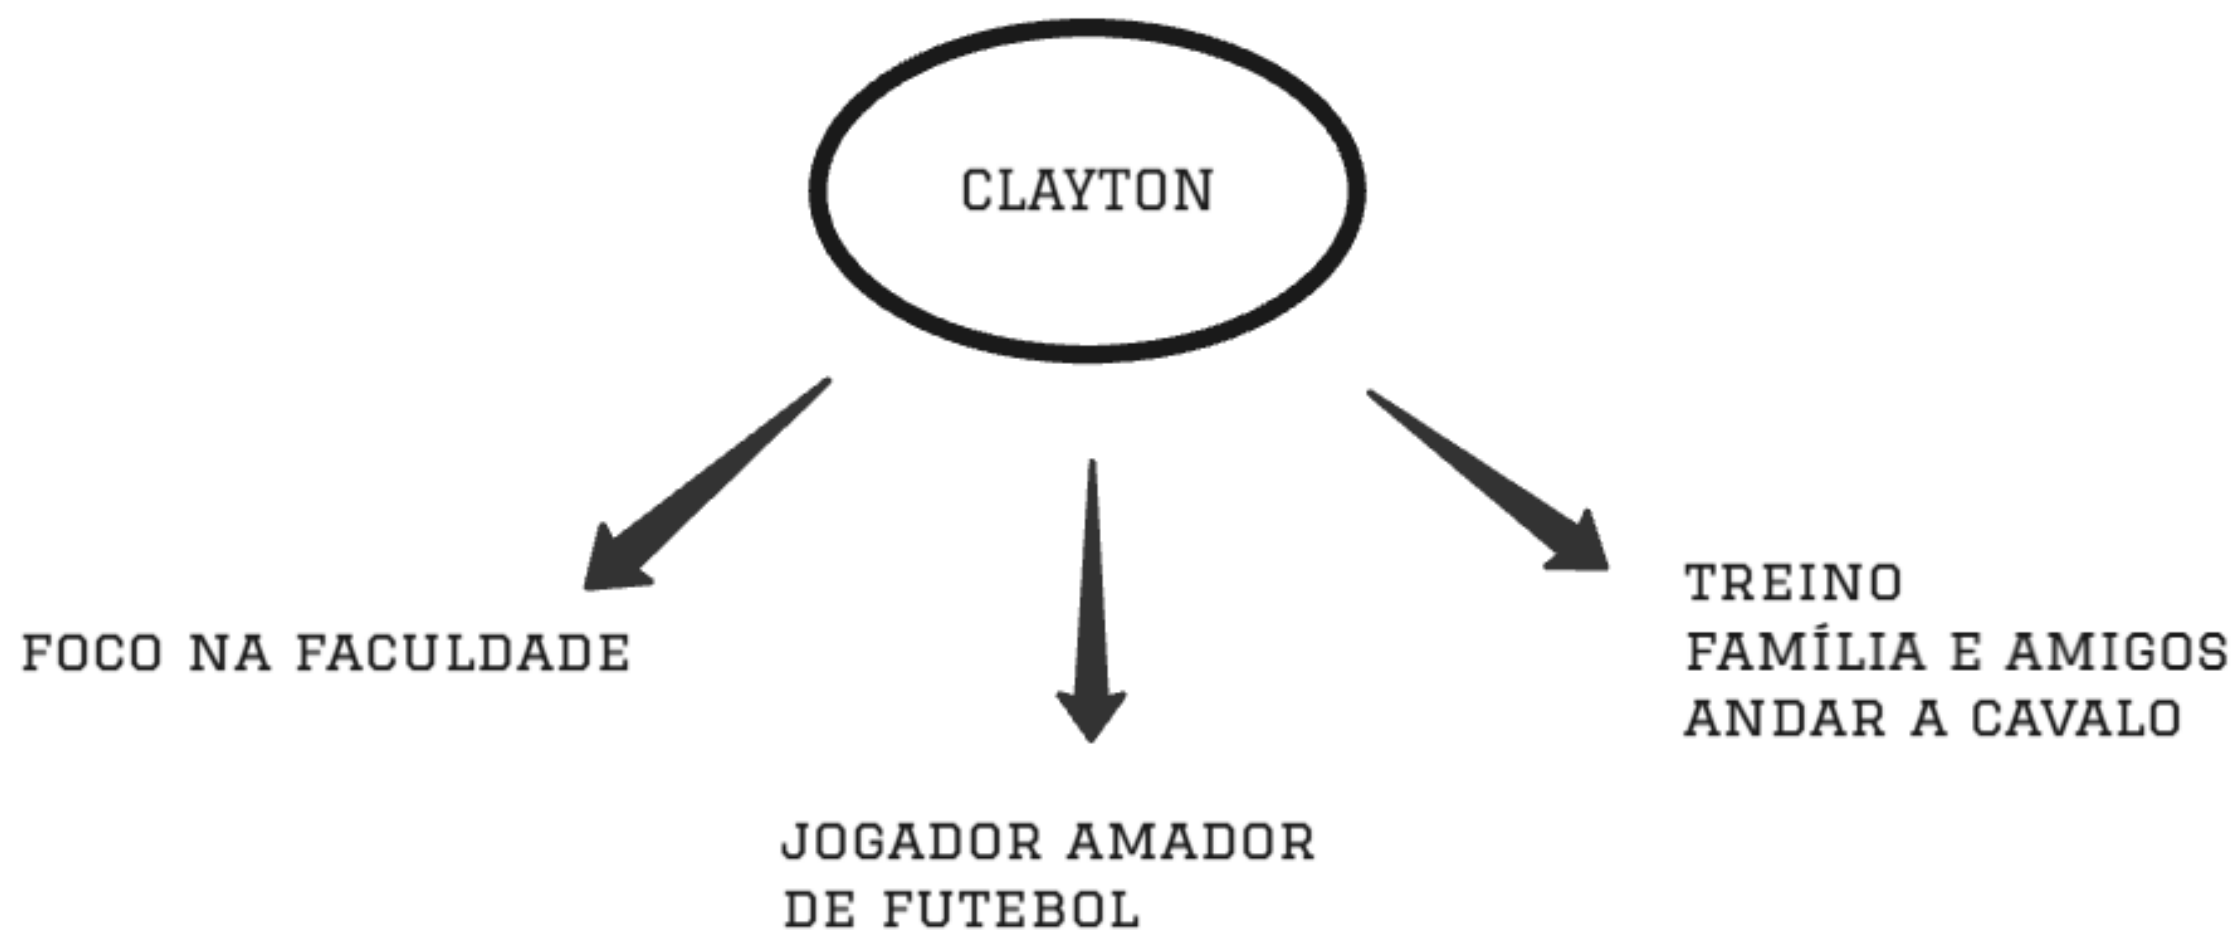 CLAYTON
FOCO NA FACULDADE
JOGADOR AMADOR
DE FUTEBOL
TREINO
FAMÍLIA E AMIGOS
ANDAR A CAVALO